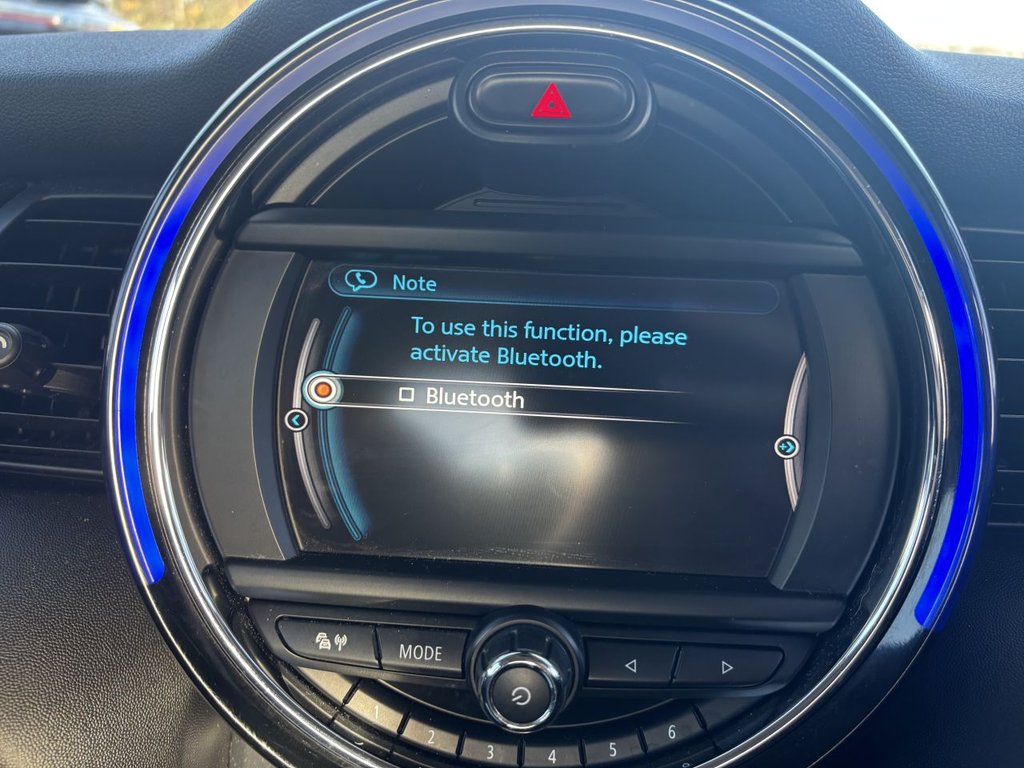 Note
To use this function, please
activate Bluetooth.
Bluetooth
MODE
1
2
3
4
5
6